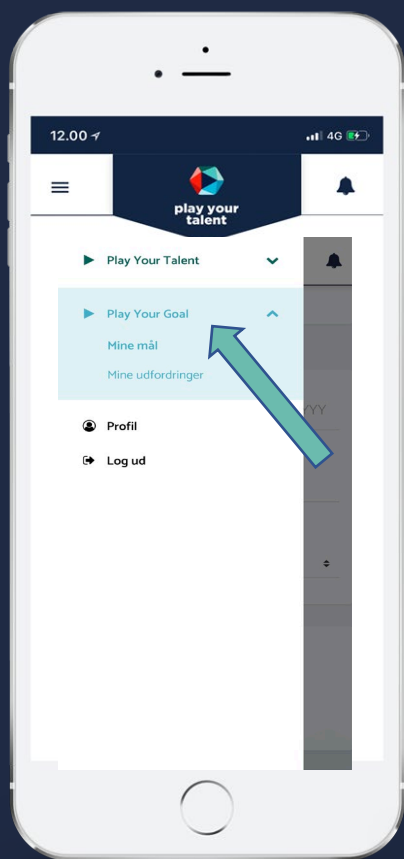 12.00
4G
play your
talent
Play Your Talent
Play Your Goal
Mine mål
Mine udfordringer
YYY
Profil
Log ud